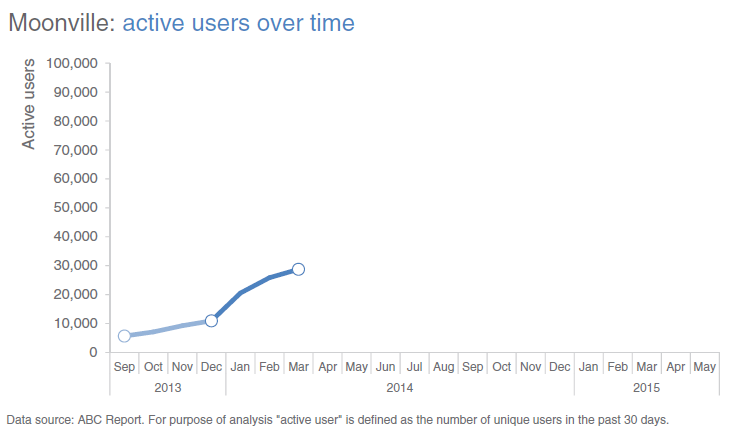 Moonville: active users over time
Active users
100,000
90,000
80,000
70,000
60,000
50,000
40,000
30,000
20,000
10,000
0
Sep Oct Nov Dec Jan Feb Mar Apr May Jun Jul Aug Sep Oct Nov Dec Jan Feb Mar Apr May
2013 2014 2015
Data source: ABC Report. For purpose of analysis "active user" is defined as the number of unique users in the past 30 days.